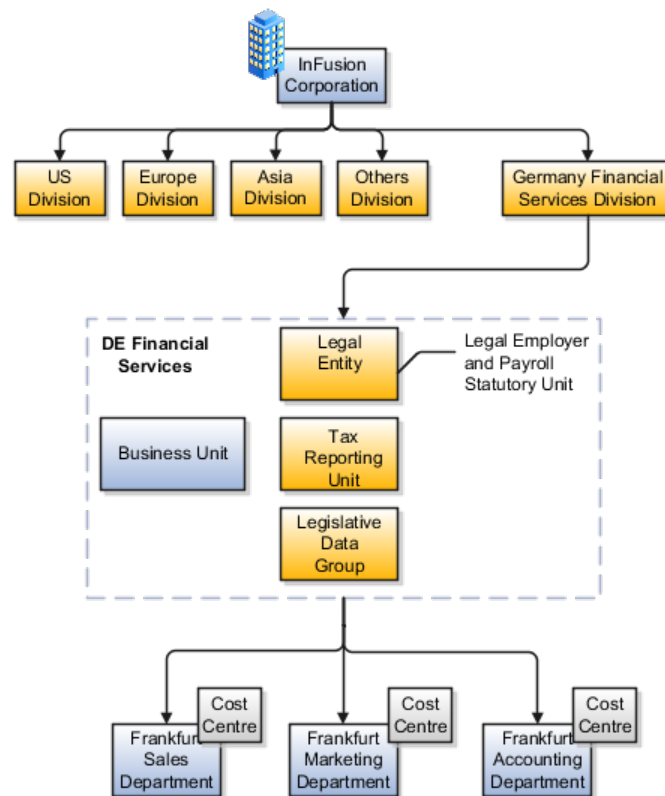 InFusion
Corporation
US
Division
Europe
Division
Asia
Division
Others
Division
Germany Financial
Services Division
DE Financial
Services
Legal
Entity
Legal Employer
and Payroll
Statutory Unit
Business Unit
Tax
Reporting
Unit
Legislative
Data
Group
Cost
Centre
Frankfurt
Sales
Department
Cost
Centre
Frankfurt
Marketing
Department
Cost
Centre
Frankfurt
Accounting
Department